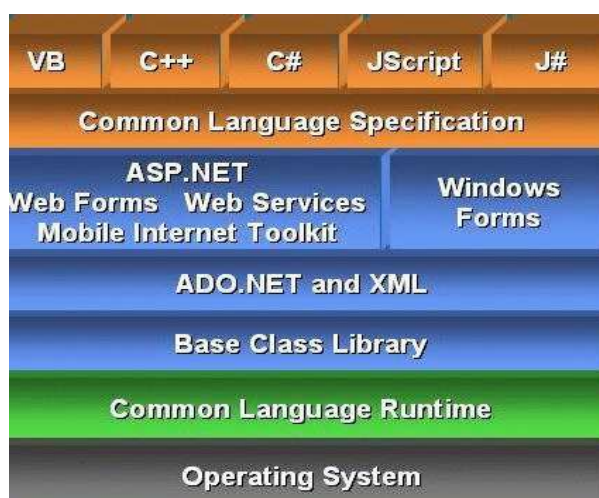 VB C++ C# JScript J#
Common Language Specification
ASP.NET
Web Forms Web Services
Mobile Internet Toolkit
Windows
Forms
ADO.NET and XML
Base Class Library
Common Language Runtime
Operating System